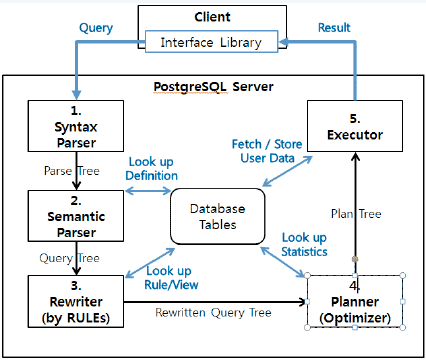 Client
Query
Result
Interface Library
PostgreSQL Server
1.
Syntax
Parser
5.
Executor
Fetch / Store
User Data
Parse Tree
Look up
Definition
2.
Semantic
Parser
Database
Tables
Plan Tree
Look up
Statistics
Query Tree
Look up
Rule/View
3.
Rewriter
(by RULEs)
Rewritten Query Tree
4.
Planner
(Optimizer)